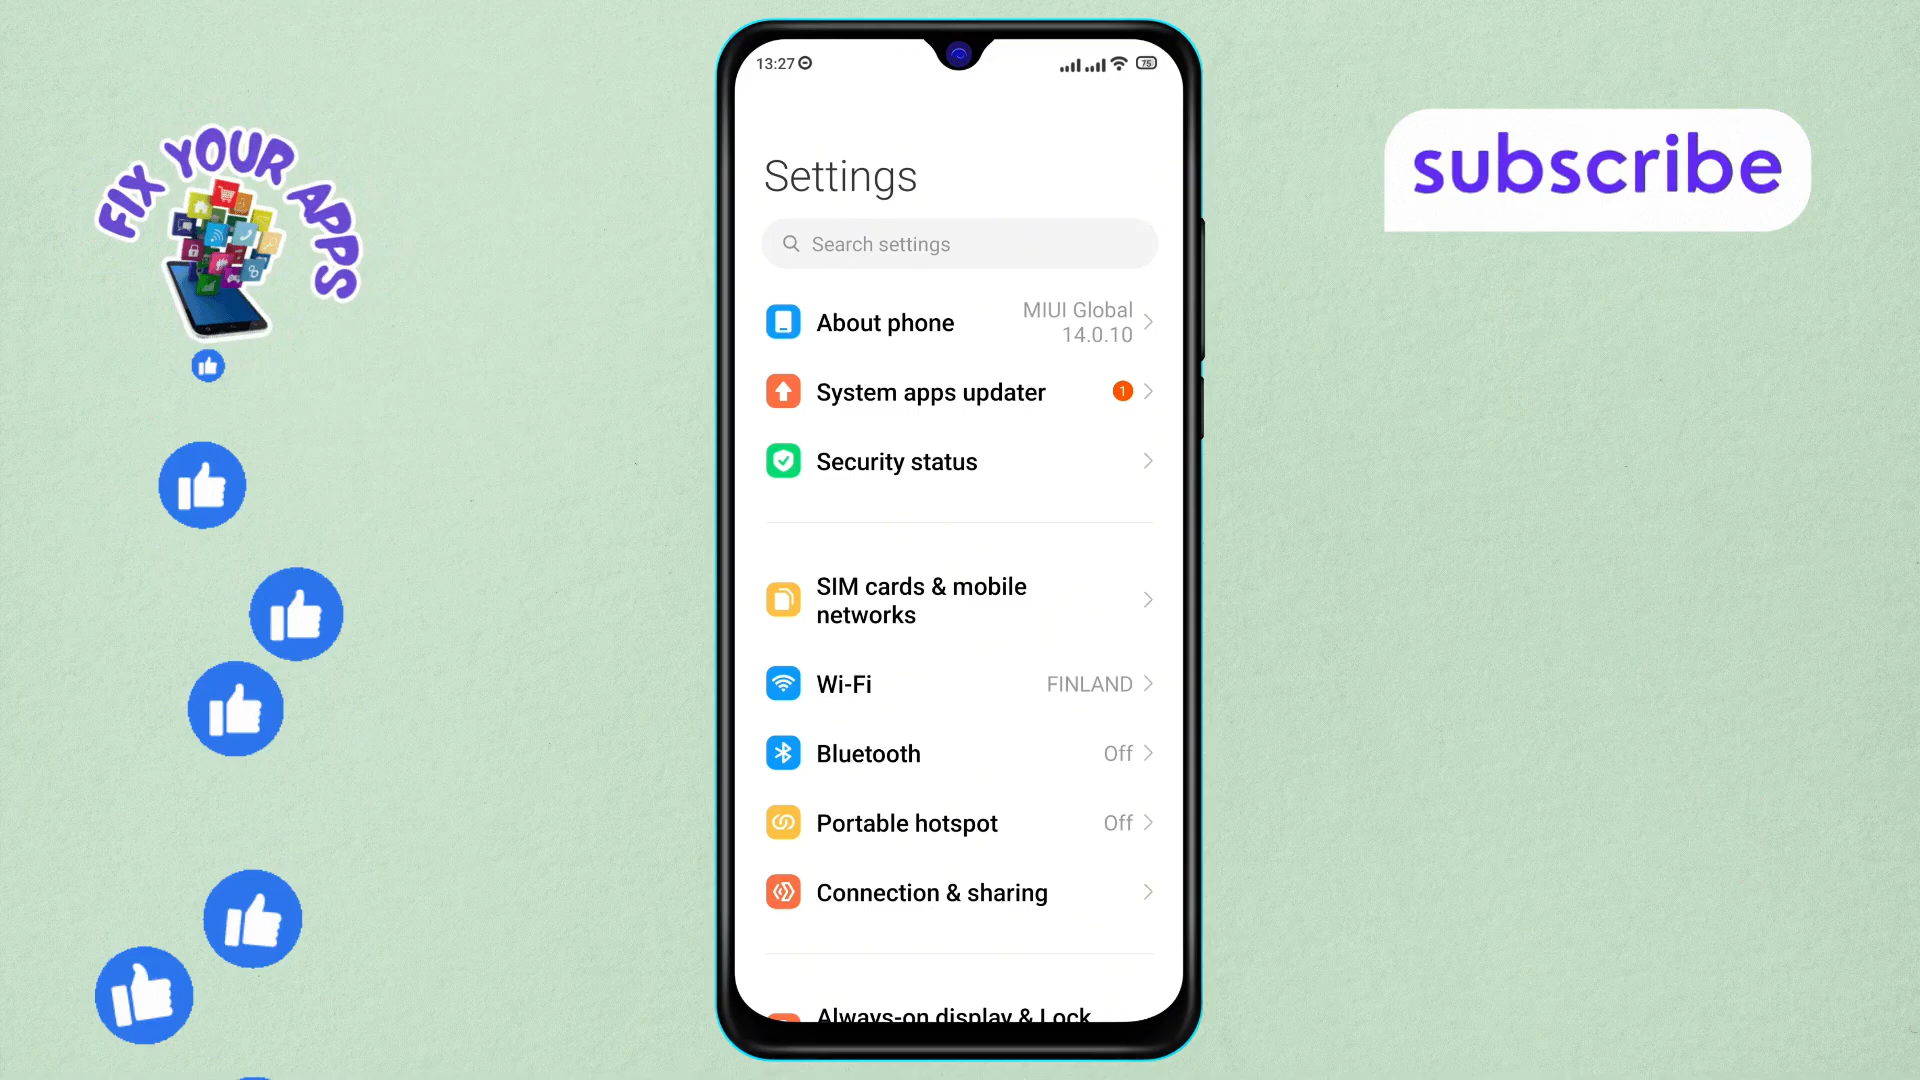 FIX YOUR APPS
subscribe
13:27
75
Settings
Search settings
About phone
MIUI Global
14.0.10
System apps updater
1
Security status
SIM cards & mobile
networks
Wi-Fi
FINLAND
Bluetooth
Off
Portable hotspot
Off
Connection & sharing
Always-on display & Lock